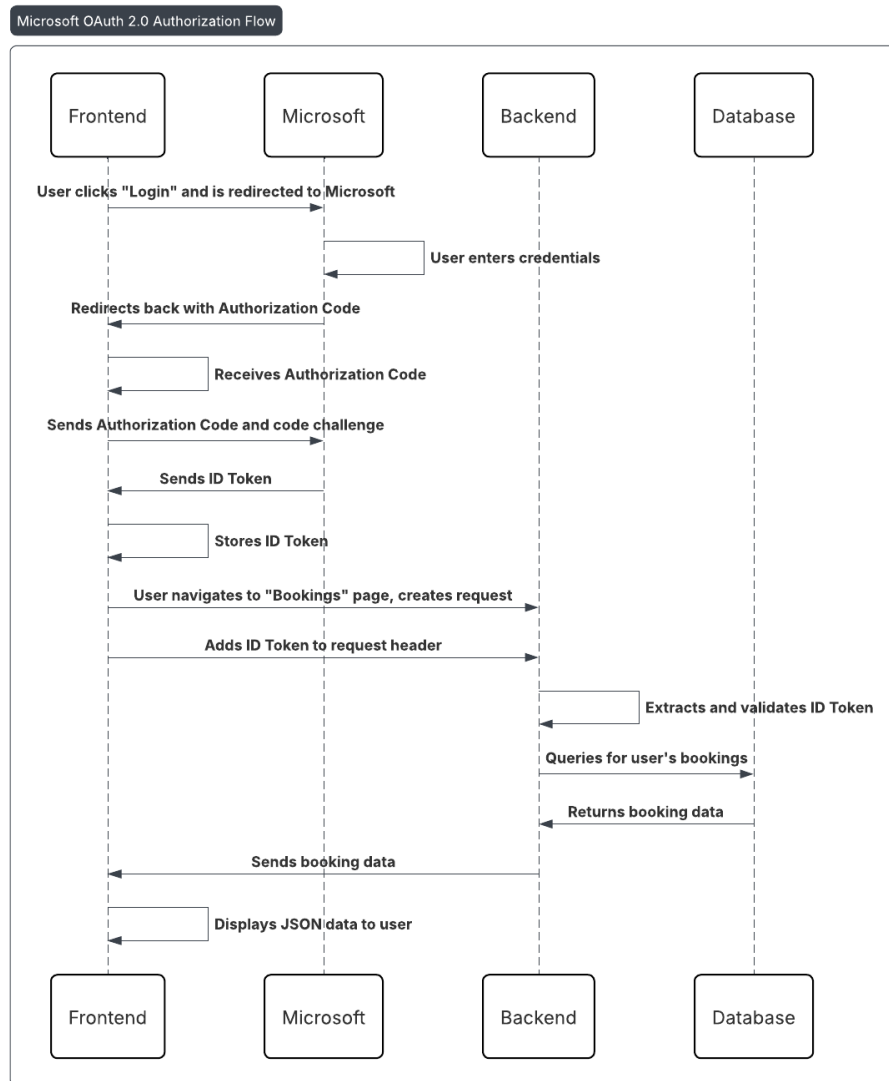 Microsoft OAuth 2.0 Authorization Flow
Frontend
Microsoft
Backend
Database
User clicks "Login" and is redirected to Microsoft
User enters credentials
Redirects back with Authorization Code
Receives Authorization Code
Sends Authorization Code and code challenge
Sends ID Token
Stores ID Token
User navigates to "Bookings" page, creates request
Adds ID Token to request header
Extracts and validates ID Token
Queries for user's bookings
Returns booking data
Sends booking data
Displays JSON data to user
Frontend
Microsoft
Backend
Database